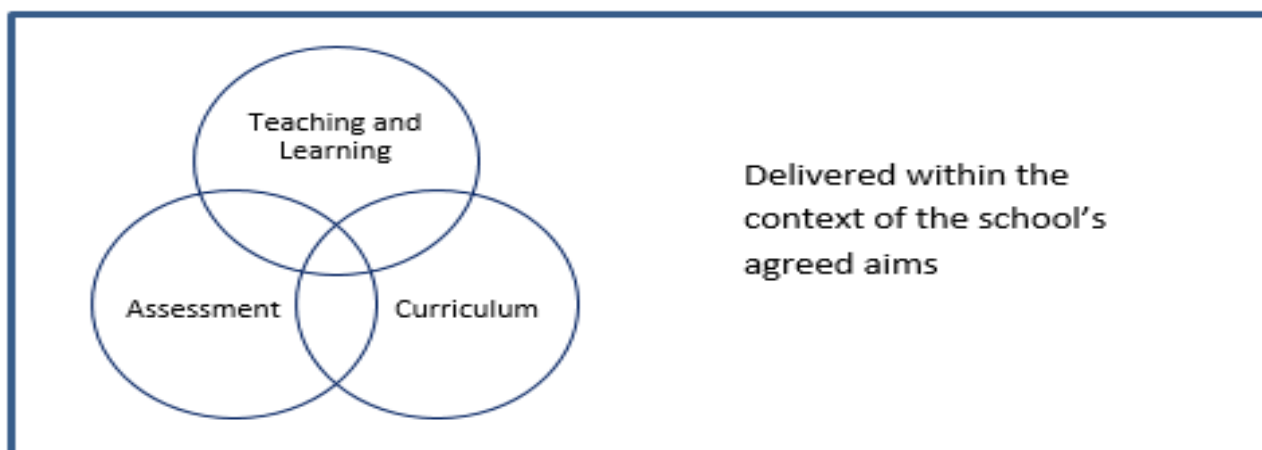 Teaching and
Learning
Assessment
Curriculum
Delivered within the
context of the school’s
agreed aims